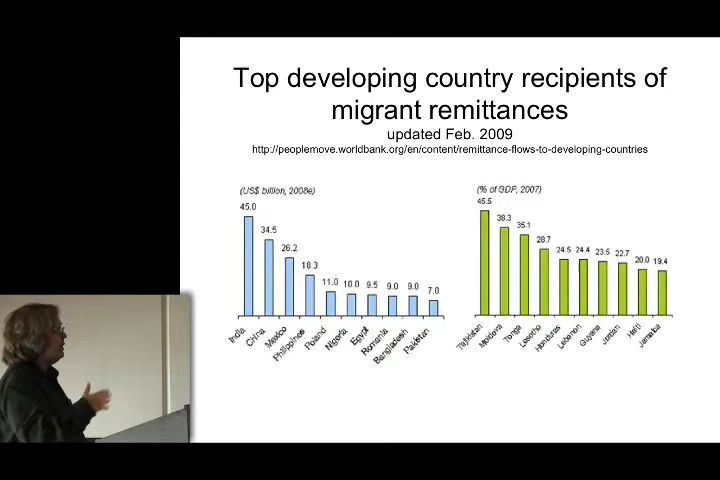 Top developing country recipients of
migrant remittances
updated Feb. 2009
http://peoplemove.worldbank.org/en/content/remittance-flows-to-developing-countries
(US$ billion, 2008e)
45.0
34.5
26.2
18.3
11.0
10.0
9.5
9.0
9.0
7.0
India
China
Mexico
Philippines
Poland
Nigeria
Egypt
Romania
Bangladesh
Pakistan
(% of GDP, 2007)
45.5
38.3
35.1
28.7
24.5
24.4
23.5
22.7
20.0
19.4
Tajikistan
Moldova
Tonga
Lesotho
Honduras
Lebanon
Guyana
Jordan
Haiti
Jamaica